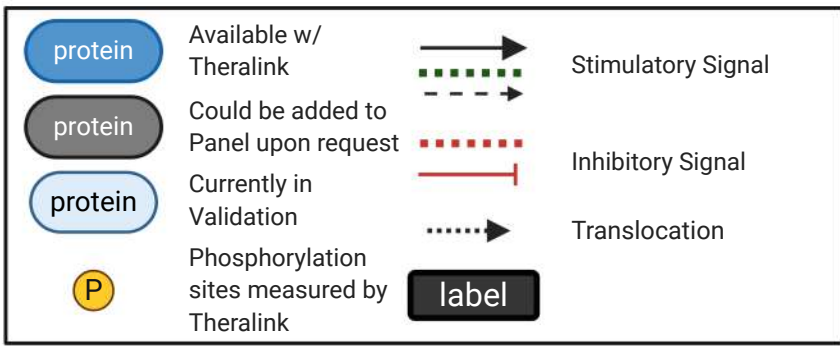 protein
Available w/
Theralink
protein
Could be added to
Panel upon request
protein
Currently in
Validation
P
Phosphorylation
sites measured by
Theralink
Stimulatory Signal
Inhibitory Signal
Translocation
label